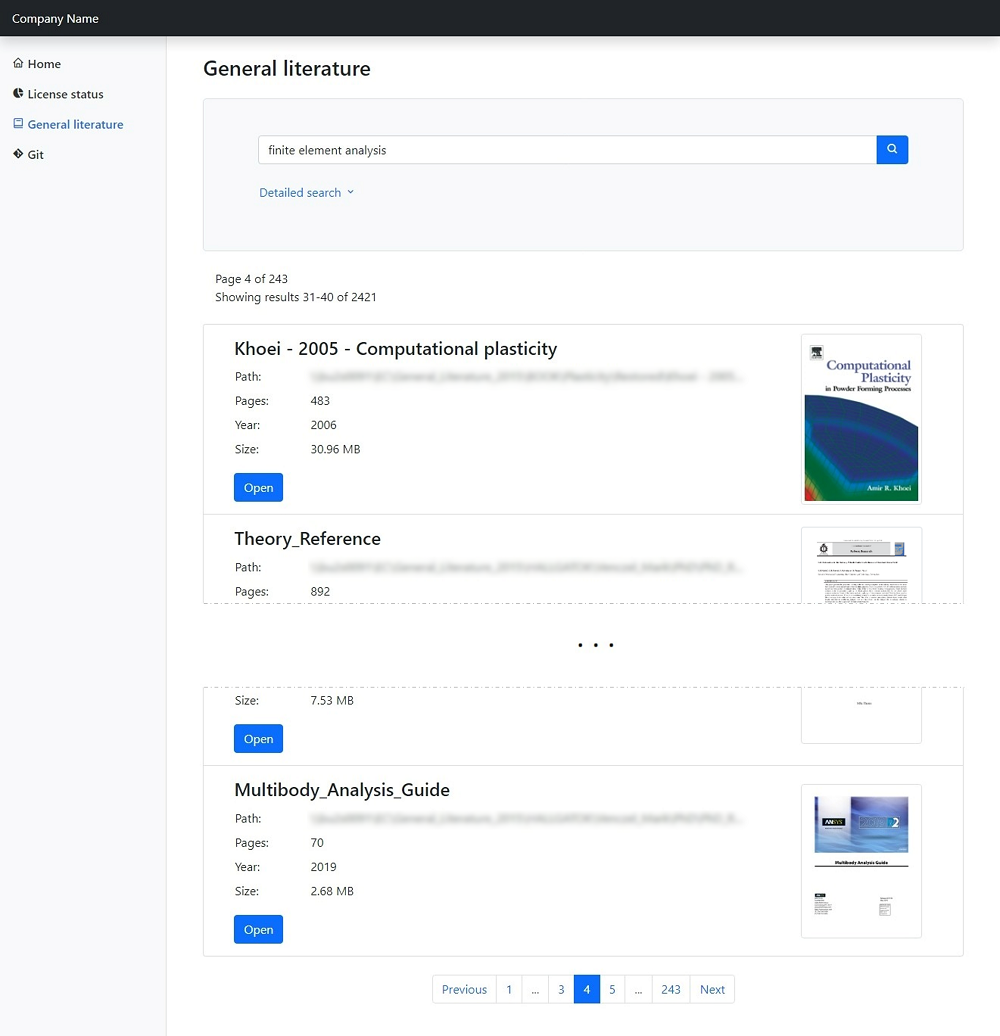 Company Name
Home
License status
General literature
Git
General literature
finite element analysis
Detailed search
Page 4 of 243
Showing results 31-40 of 2421
Khoei - 2005 - Computational plasticity
Path:
Pages: 483
Year: 2006
Size: 30.96 MB
Open
Computational
Plasticity
in Powder Forming Processes
Amir R. Khoei
Theory_Reference
Path:
Pages: 892
. . .
Size: 7.53 MB
Open
Multibody_Analysis_Guide
Path:
Pages: 70
Year: 2019
Size: 2.68 MB
Open
ANSYS
Multibody Analysis Guide
Previous 1 ... 3 4 5 ... 243 Next